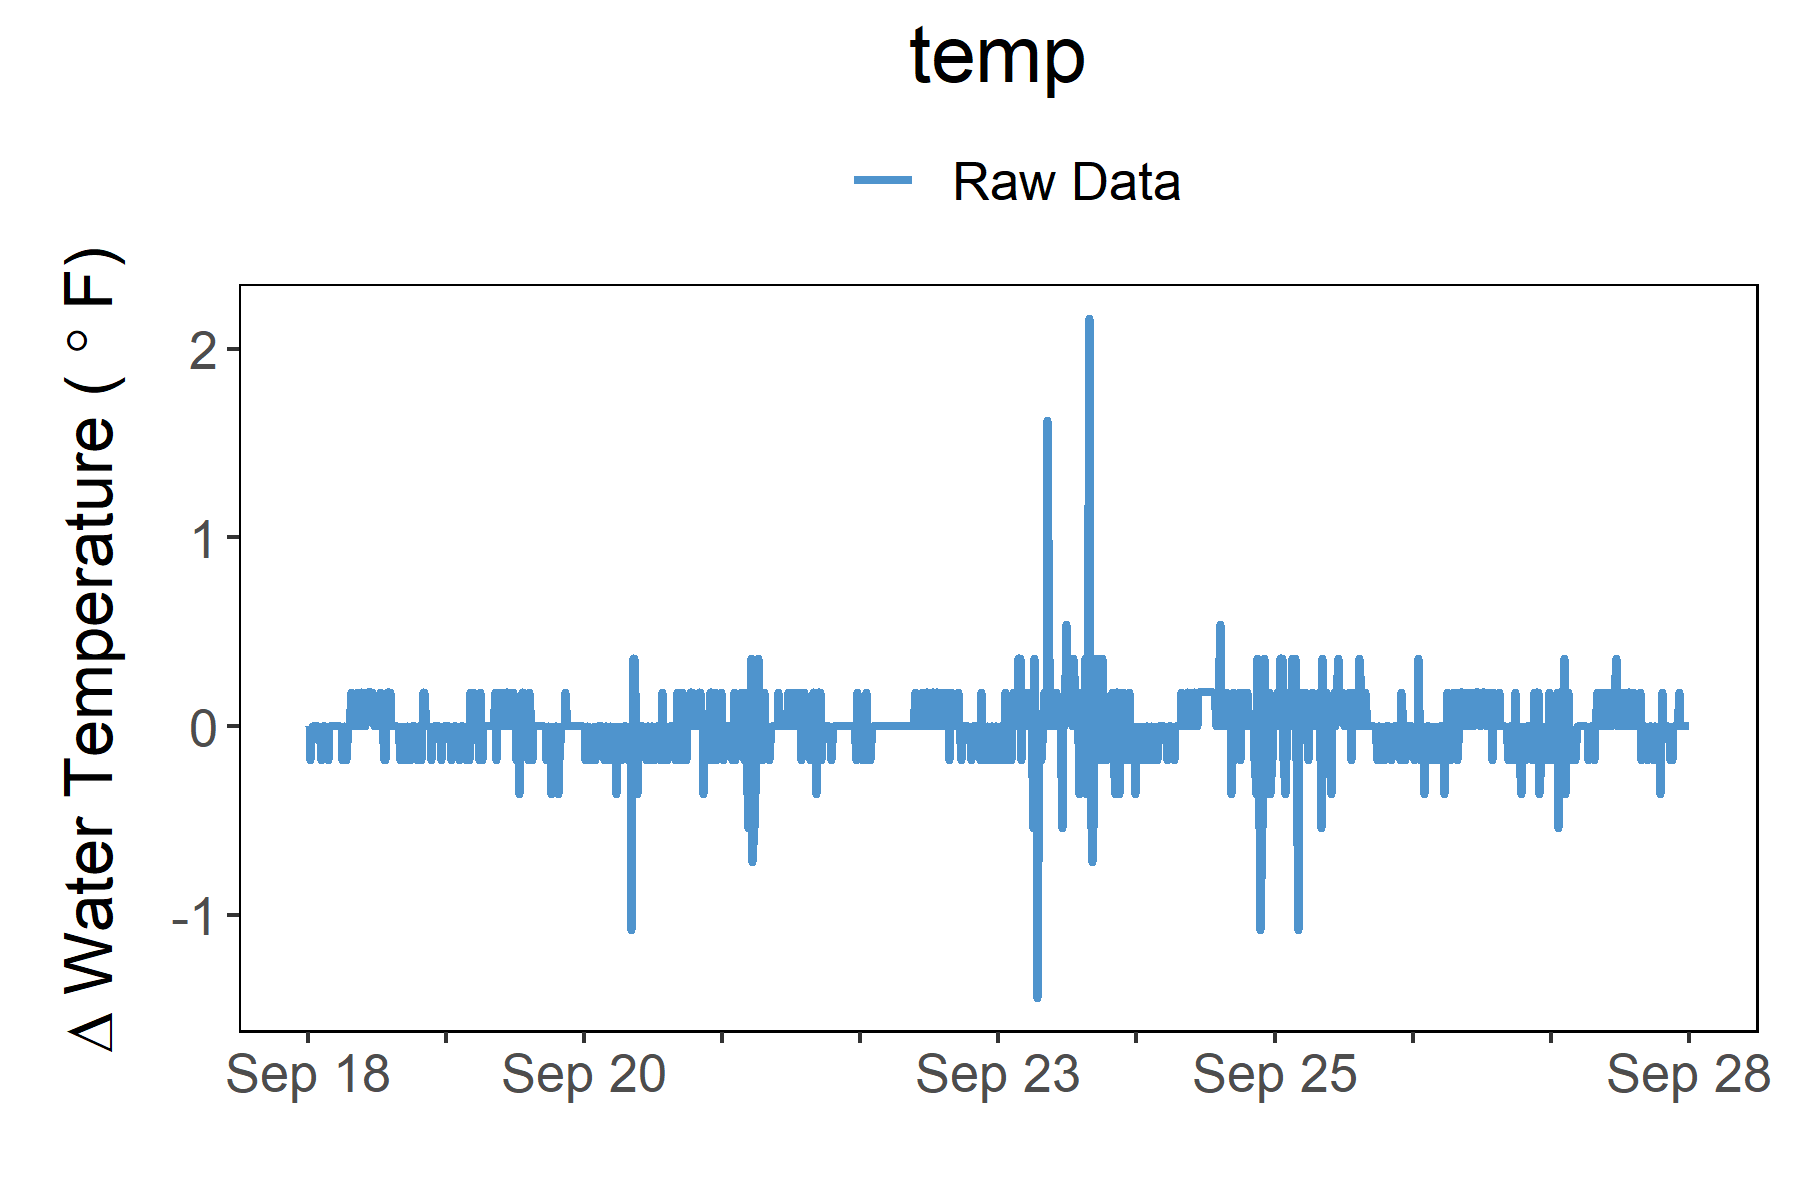 temp
Raw Data
Δ Water Temperature ( ° F)
2
1
0
-1
Sep 18 Sep 20 Sep 23 Sep 25 Sep 28